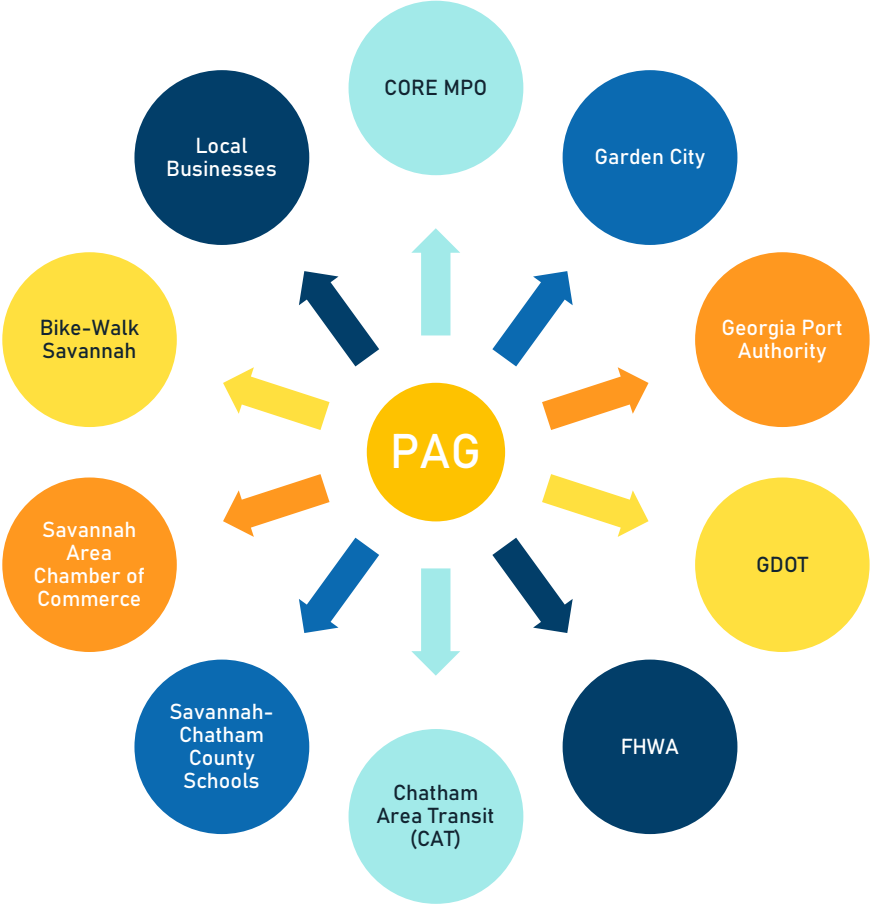 CORE MPO
Garden City
Georgia Port
Authority
GDOT
FHWA
Chatham
Area Transit
(CAT)
Savannah-
Chatham
County
Schools
Savannah
Area
Chamber of
Commerce
Bike-Walk
Savannah
Local
Businesses
PAG